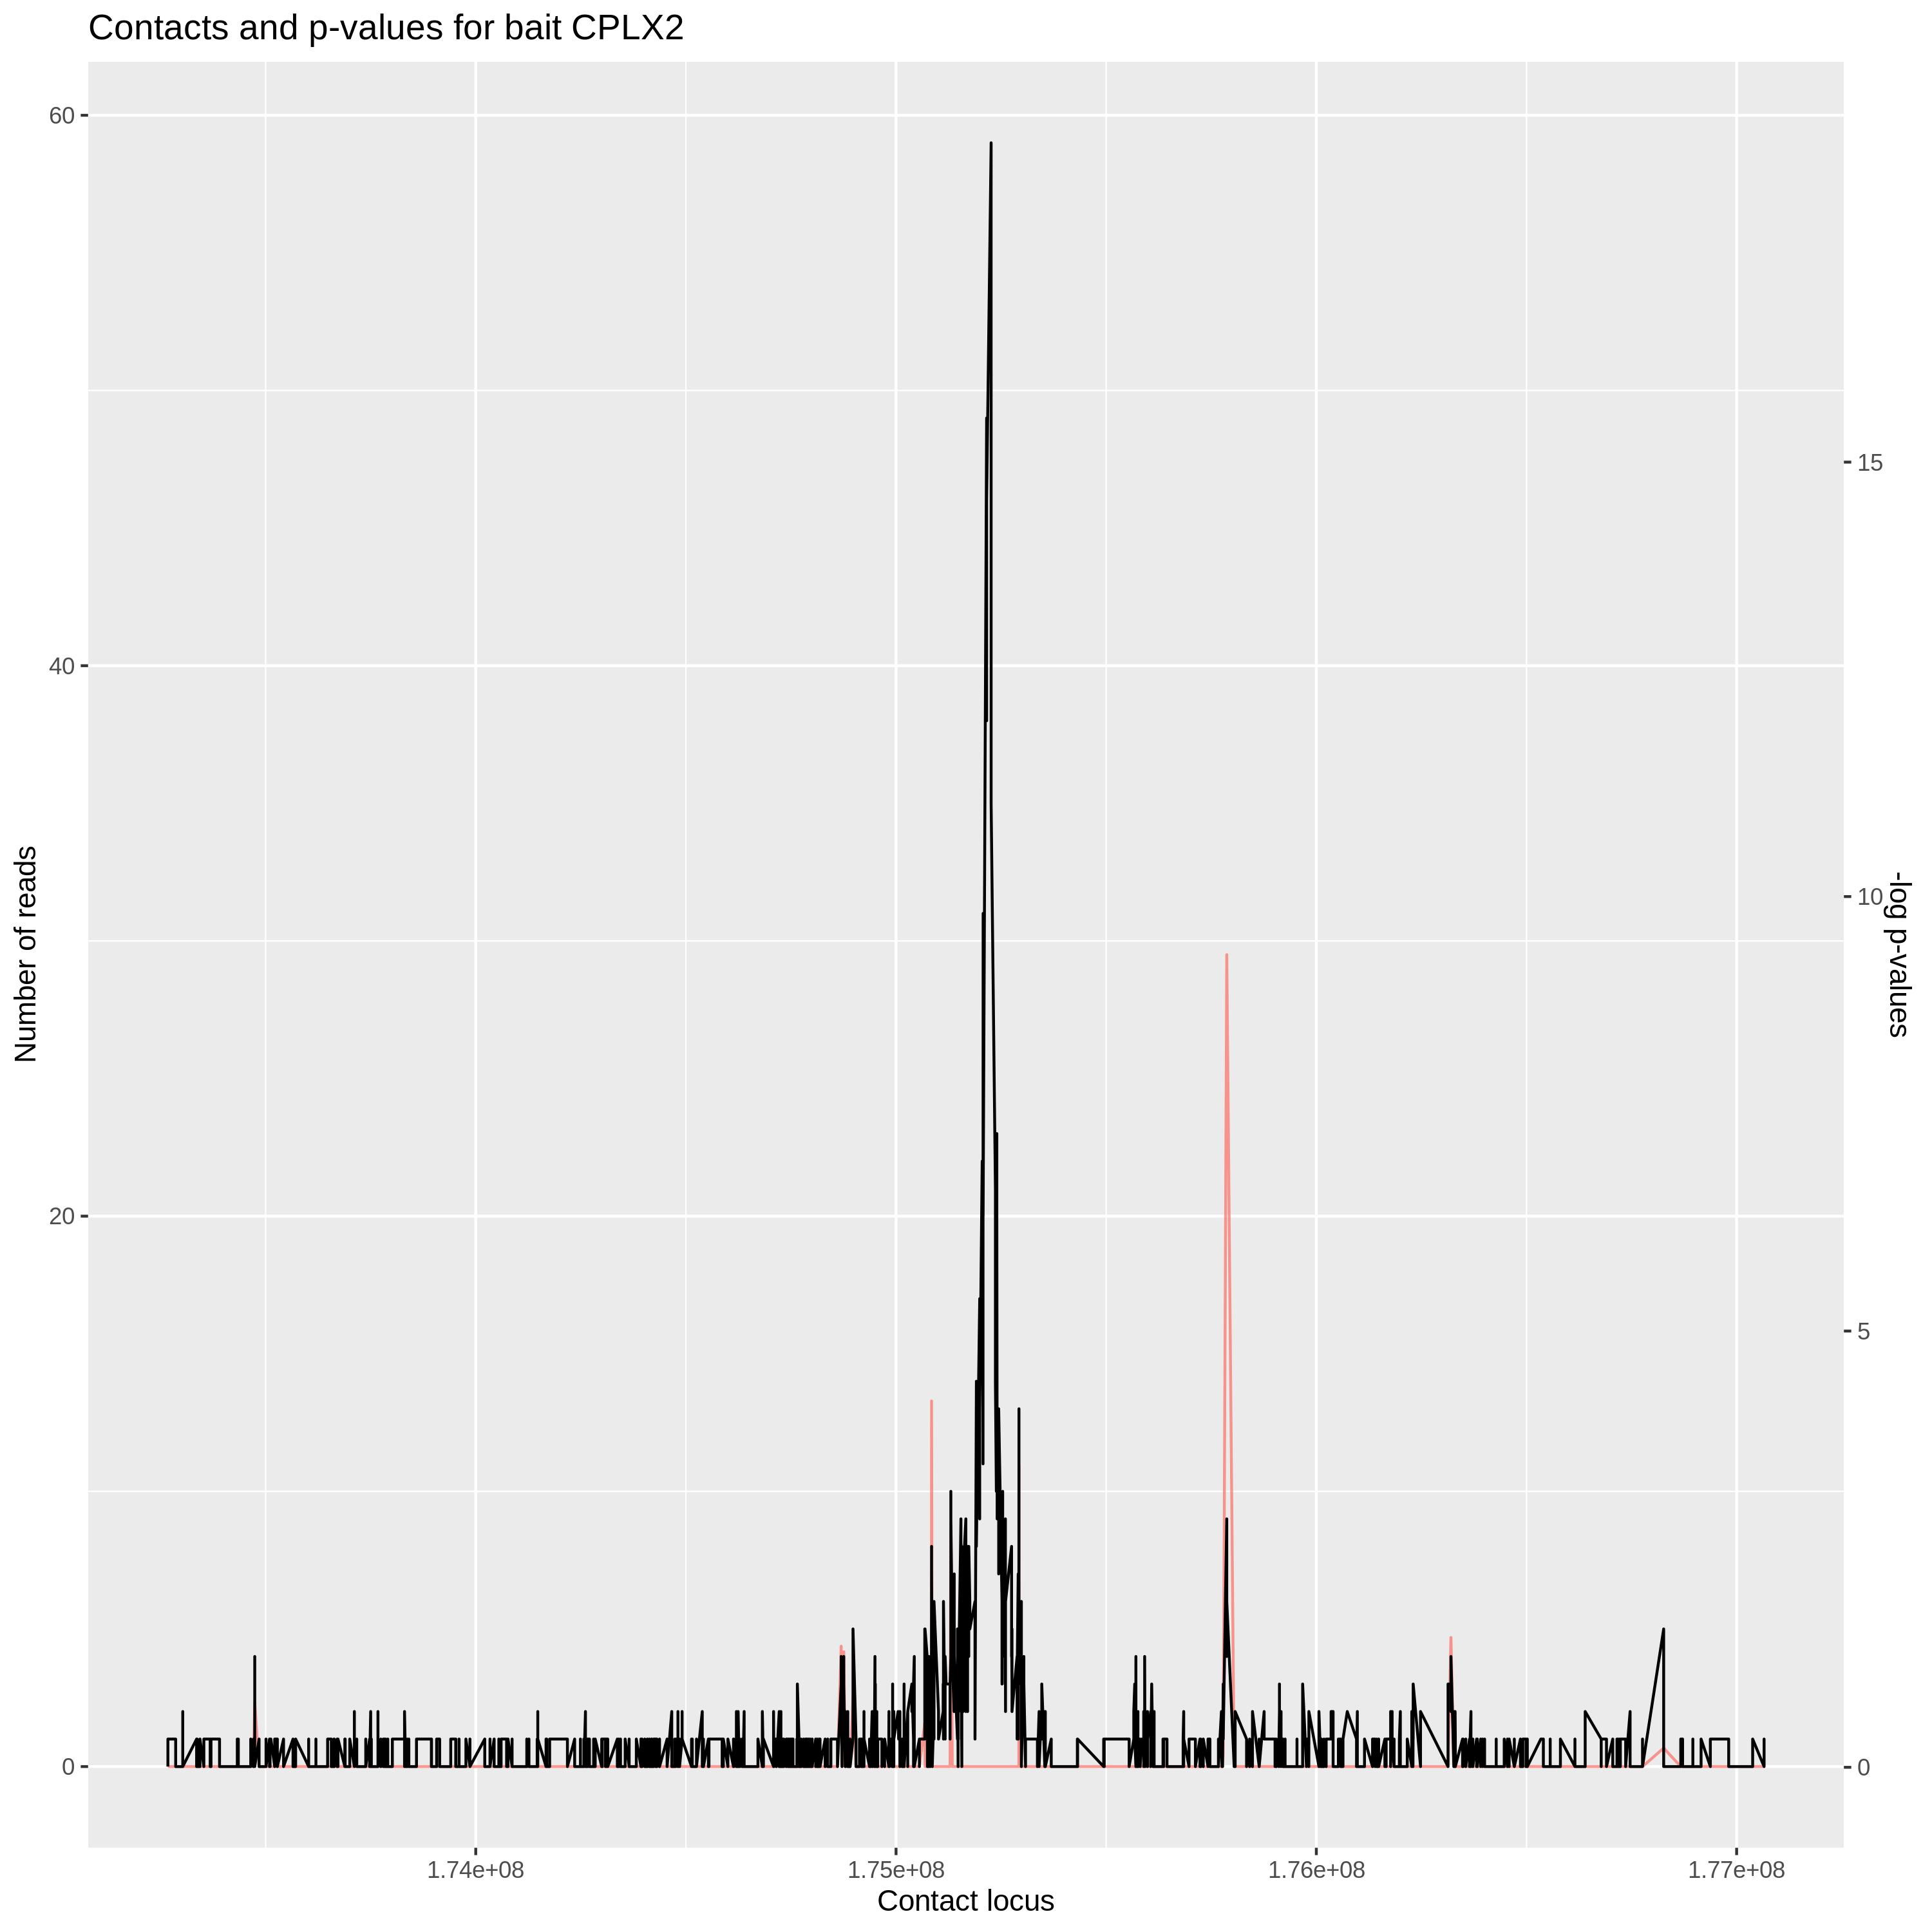 Contacts and p-values for bait CPLX2
60
40
20
0
Number of reads
15
10
5
0
-log p-values
1.74e+08
1.75e+08
1.76e+08
1.77e+08
Contact locus